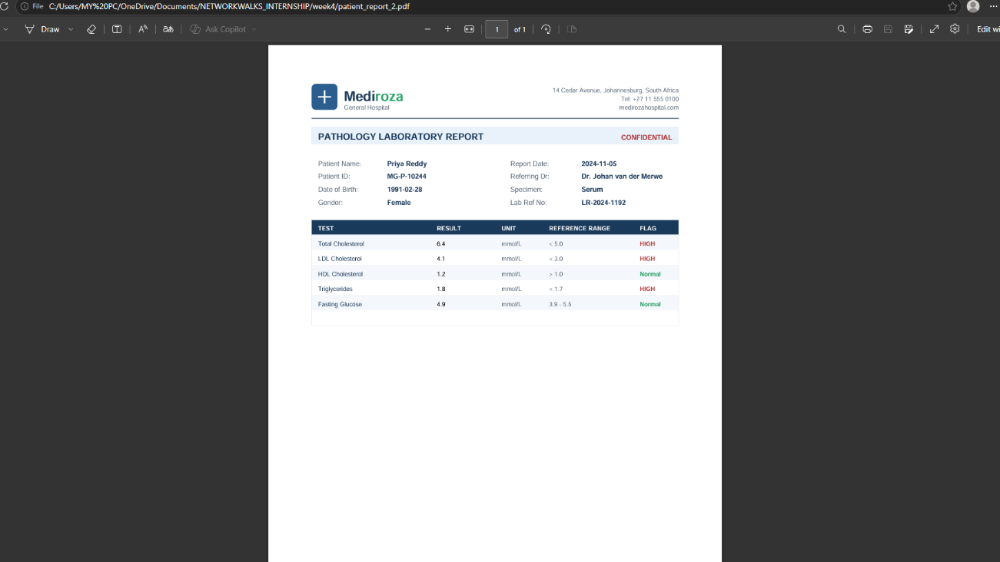 File C:/Users/MY%20PC/OneDrive/Documents/NETWORKWALKS_INTERNSHIP/week4/patient_report_2.pdf
Draw Ask Copilot 1 of 1 Edit wi
Mediroza
General Hospital
14 Cedar Avenue, Johannesburg, South Africa
Tel: +27 11 555 0100
medirozahospital.com
PATHOLOGY LABORATORY REPORT CONFIDENTIAL
Patient Name: Priya Reddy Report Date: 2024-11-05
Patient ID: MG-P-10244 Referring Dr: Dr. Johan van der Merwe
Date of Birth: 1991-02-28 Specimen: Serum
Gender: Female Lab Ref No: LR-2024-1192
TEST RESULT UNIT REFERENCE RANGE FLAG
Total Cholesterol 6.4 mmol/L < 5.0 HIGH
LDL Cholesterol 4.1 mmol/L < 3.0 HIGH
HDL Cholesterol 1.2 mmol/L > 1.0 Normal
Triglycerides 1.8 mmol/L < 1.7 HIGH
Fasting Glucose 4.9 mmol/L 3.9 - 5.5 Normal